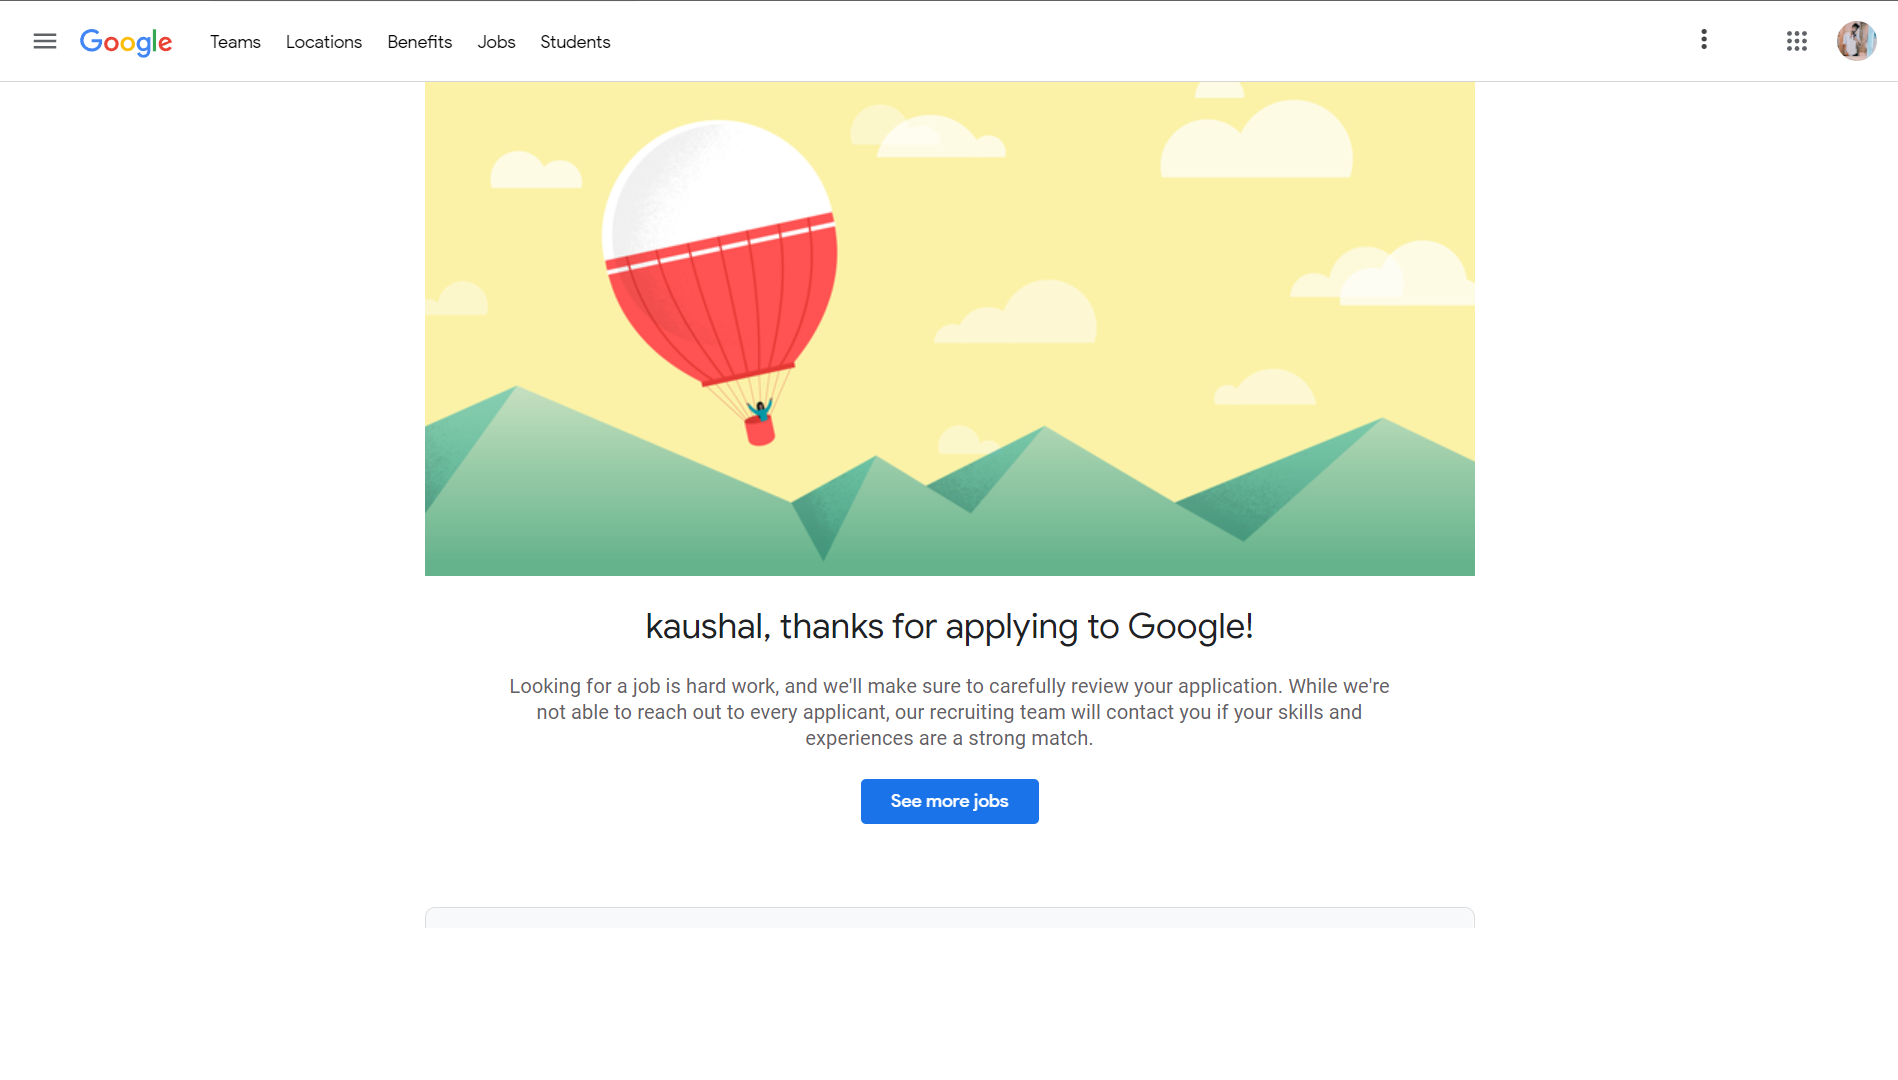 Google Teams Locations Benefits Jobs Students
kaushal, thanks for applying to Google!
Looking for a job is hard work, and we'll make sure to carefully review your application. While we're
not able to reach out to every applicant, our recruiting team will contact you if your skills and
experiences are a strong match.
See more jobs